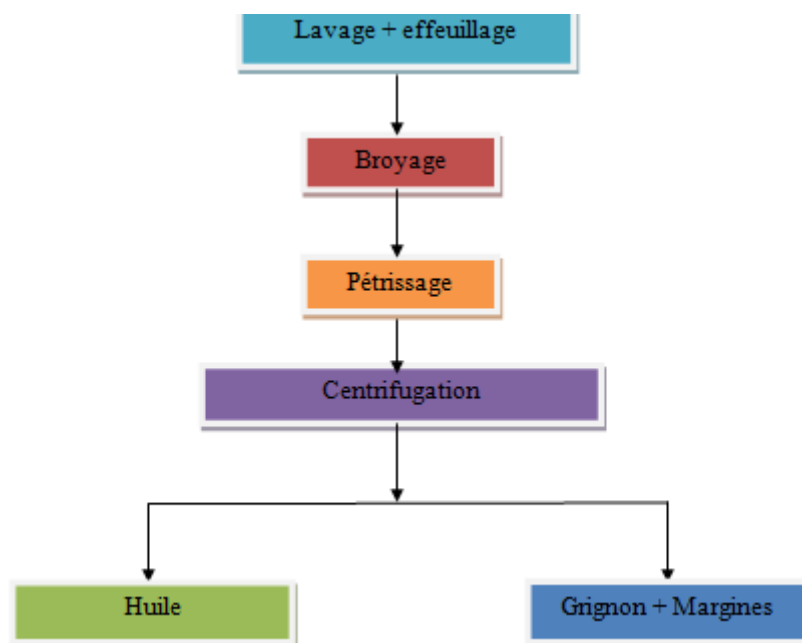 Lavage + effeuillage
Broyage
Pétrissage
Centrifugation
Huile
Grignon + Margines